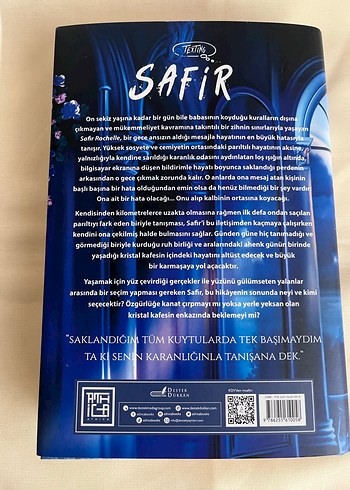 TEXTING
SAFİR
On sekiz yaşına kadar bir gün bile babasının koyduğu kuralların dışına
çıkmayan ve mükemmeliyet kavramına takıntılı bir zihnin sınırlarıyla yaşayan
Safir Rachelle, bir gece ansızın aldığı mesajla hayatının en büyük hatasıyla
tanışır. Yüksek sosyete ve cemiyetin ortasındaki parıltılı hayatının aksine,
yalnızlığıyla kendine sarıldığı karanlık odasını aydınlatan loş ışığın altında,
bilgisayar ekranına düşen bildirimle hayatı boyunca saklandığı perdenin
arkasından o gece çıkmak zorunda kalır. O anlarda ona mesaj atan kişinin
başlı başına bir hata olduğundan emin olsa da henüz bilmediği bir şey vardır:
Ona ait bir hata olacağı... Onu alıp kalbinin ortasına koyacağı.
Kendisinden kilometrelerce uzakta olmasına rağmen ilk defa ondan saçılan
parıltıyı fark eden biriyle tanışması, Safir'i bu iletişimden kaçmaya çalışırken
kendini ona çekilmiş halde bulmasını sağlar. Günden güne hiç tanımadığı ve
görmediği biriyle kurduğu ruh birliği ve aralarındaki ahenk günün birinde
yaşadığı kristal kafesin içindeki hayatını altüst edecek ve büyük
bir karmaşaya yol açacaktır.
Yaşamak için yüz çevirdiği gerçekler ile yüzünü gülümseten yalanlar
arasında bir seçim yapması gereken Safir, bu hikâyenin sonunda neyi ve kimi
seçecektir? Özgürlüğe kanat çırpmayı mı yoksa yerle yeksan olan
kristal kafesin enkazında beklemeyi mi?
"SAKLANDIĞIM TÜM KUYTULARDA TEK BAŞIMAYDIM
TA Kİ SENİN KARANLIĞINLA TANIŞANA DEK."
DESTEK
DÜKKÂN
KDV'den muaftır.